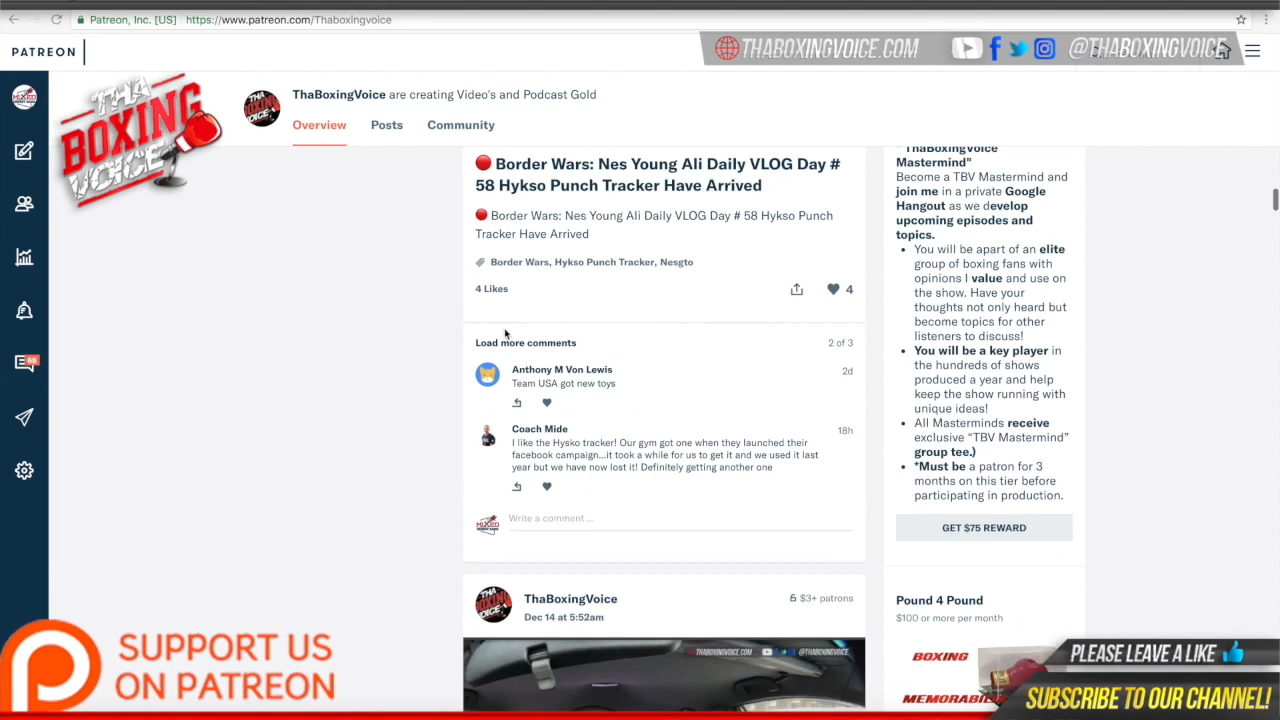 Patreon, Inc. [US] https://www.patreon.com/Thaboxingvoice
PATREON
THABOXINGVOICE.COM
@THABOXINGVOICE
THA BOXING VOICE
ThaBoxingVoice are creating Video's and Podcast Gold
Overview Posts Community
Border Wars: Nes Young Ali Daily VLOG Day #
58 Hykso Punch Tracker Have Arrived
Border Wars: Nes Young Ali Daily VLOG Day # 58 Hykso Punch
Tracker Have Arrived
Border Wars, Hykso Punch Tracker, Nesgto
4 Likes
4
Load more comments
2 of 3
Anthony M Von Lewis
2d
Team USA got new toys
Coach Mide
18h
I like the Hysko tracker! Our gym got one when they launched their
facebook campaign...it took a while for us to get it and we used it last
year but we have now lost it! Definitely getting another one
Write a comment ...
ThaBoxingVoice
$3+ patrons
Dec 14 at 5:52am
THABOXINGVOICE.COM @THABOXINGVOICE
"ThaBoxingVoice
Mastermind"
Become a TBV Mastermind and
join me in a private Google
Hangout as we develop
upcoming episodes and
topics.
• You will be apart of an elite
group of boxing fans with
opinions I value and use on
the show. Have your
thoughts not only heard but
become topics for other
listeners to discuss!
• You will be a key player in
the hundreds of shows
produced a year and help
keep the show running with
unique ideas!
• All Masterminds receive
exclusive “TBV Mastermind”
group tee.)
• *Must be a patron for 3
months on this tier before
participating in production.
GET $75 REWARD
Pound 4 Pound
$100 or more per month
BOXING
68
SUPPORT US
ON PATREON
PLEASE LEAVE A LIKE
SUBSCRIBE TO OUR CHANNEL!